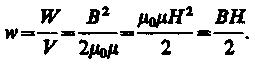 w = W/V = B²/2μ₀μ = μ₀μH²/2 = BH/2.